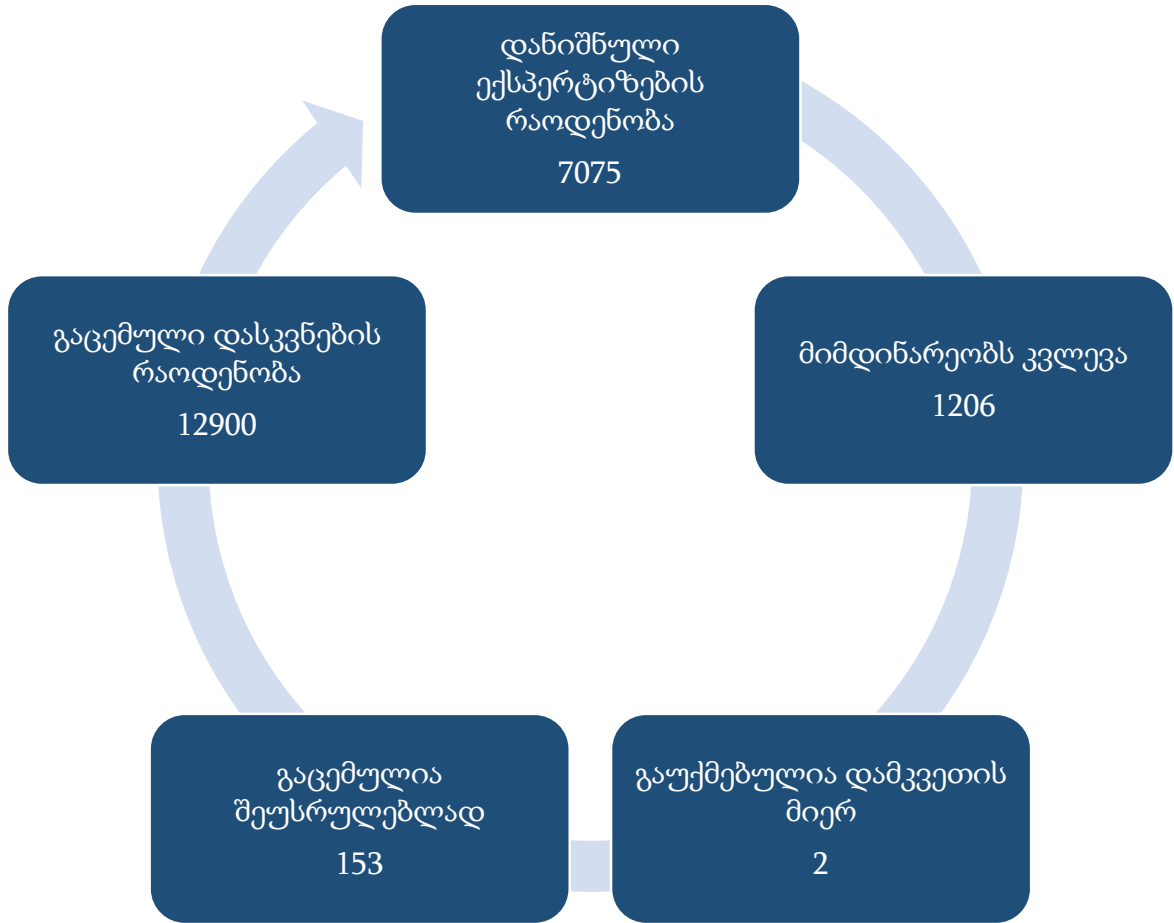 დანიშნული
ექსპერტიზების
რაოდენობა
7075
მიმდინარეობს კვლევა
1206
გაუქმებულია დამკვეთის
მიერ
2
გაცემულია
შეუსრულებლად
153
გაცემული დასკვნების
რაოდენობა
12900